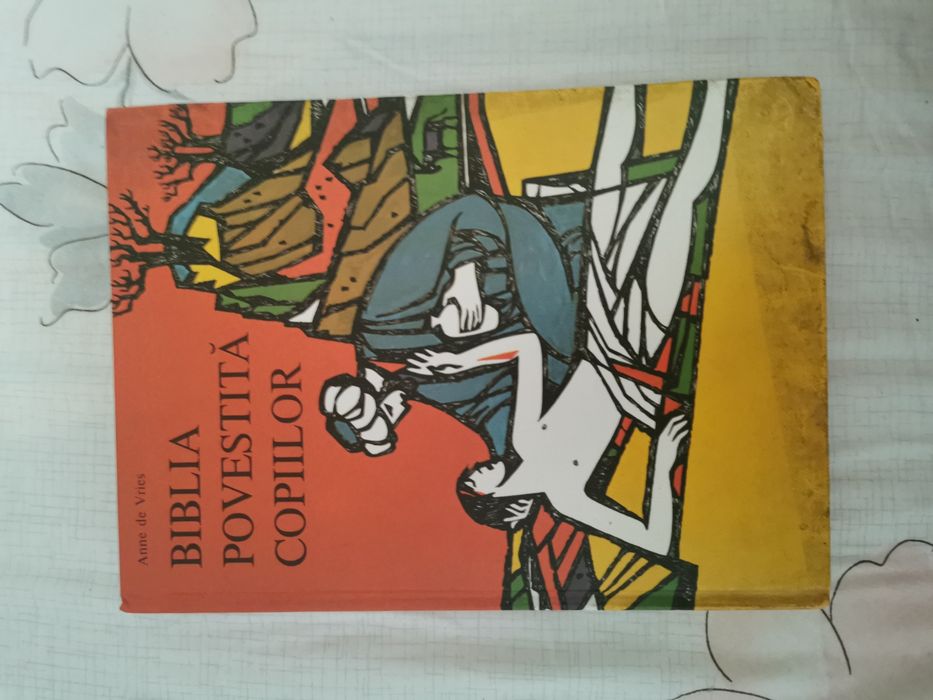 Anne de Vries
BIBLIA
POVESTITĂ
COPIILOR